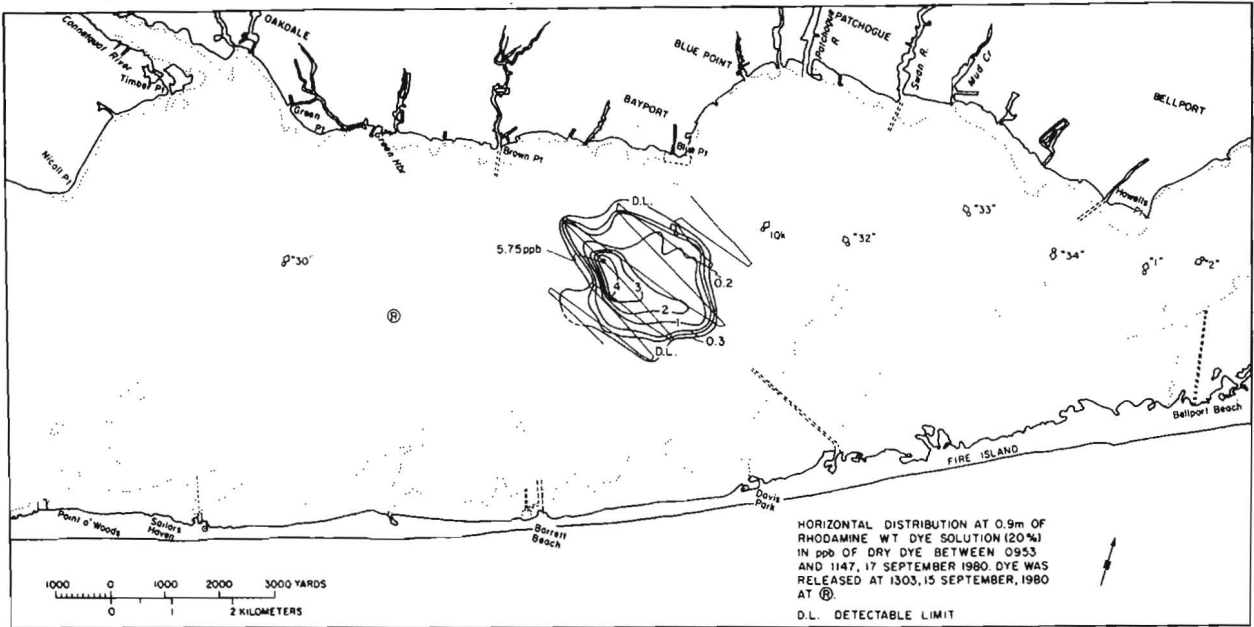 Connetquot River
Timber Pt
Nicoll Pt
OAKDALE
Green Pt
Green Hbr
Brown Pt
BAYPORT
BLUE POINT
Blue Pt
PATCHOGUE
Patchogue R
Swan R.
Mud Cr
BELLPORT
Howells Pt
D.L.
5.75ppb
4
3
2
1
0.2
0.3
D.L.
"30"
10k
"32"
"33"
"34"
"1"
"2"
R
Bellport Beach
FIRE ISLAND
Davis Park
Barrett Beach
Sailors Haven
Point o' Woods
1000 0 1000 2000 3000 YARDS
0 1 2 KILOMETERS
HORIZONTAL DISTRIBUTION AT 0.9m OF
RHODAMINE WT DYE SOLUTION (20%)
IN ppb OF DRY DYE BETWEEN 0953
AND 1147, 17 SEPTEMBER 1980. DYE WAS
RELEASED AT 1303, 15 SEPTEMBER, 1980
AT Ⓡ.
D.L. DETECTABLE LIMIT
N